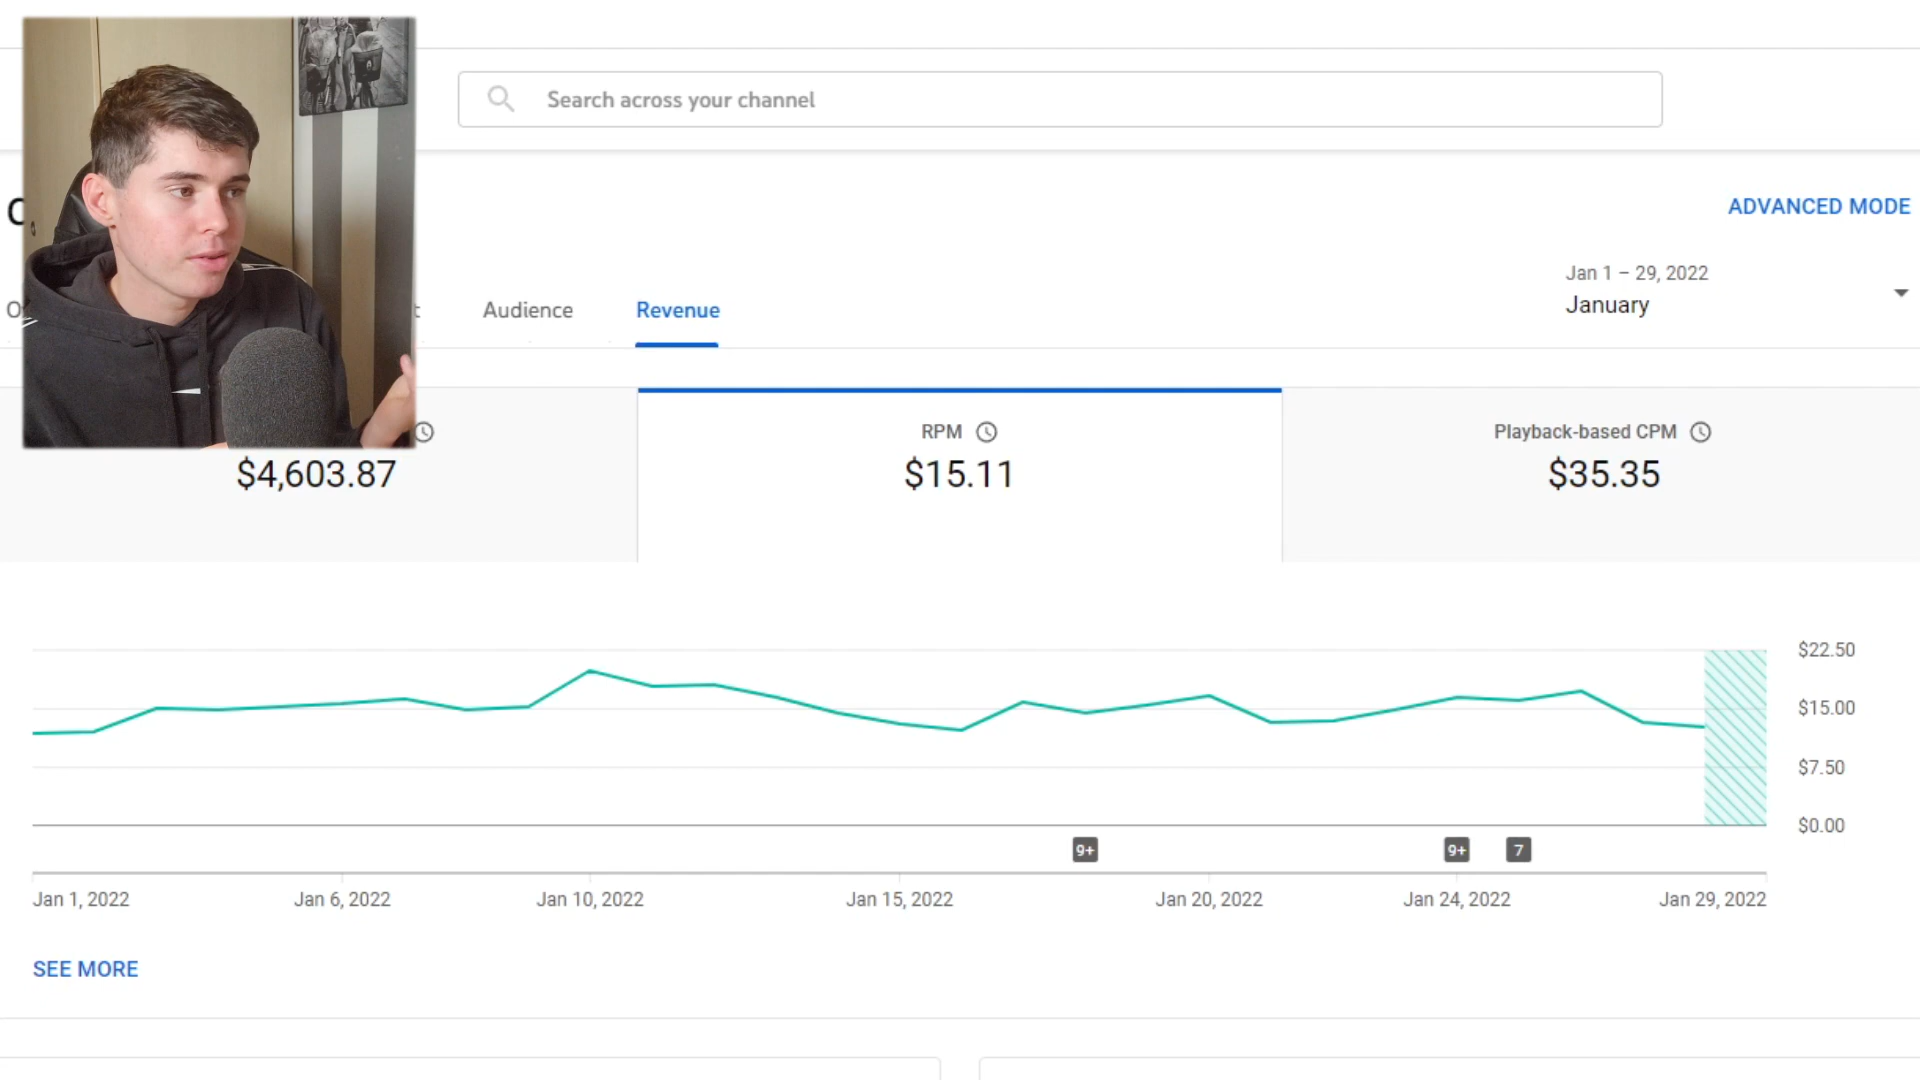 Search across your channel
ADVANCED MODE
Jan 1 – 29, 2022
January
Audience
Revenue
$4,603.87
RPM
$15.11
Playback-based CPM
$35.35
$22.50
$15.00
$7.50
$0.00
9+
9+
7
Jan 1, 2022
Jan 6, 2022
Jan 10, 2022
Jan 15, 2022
Jan 20, 2022
Jan 24, 2022
Jan 29, 2022
SEE MORE